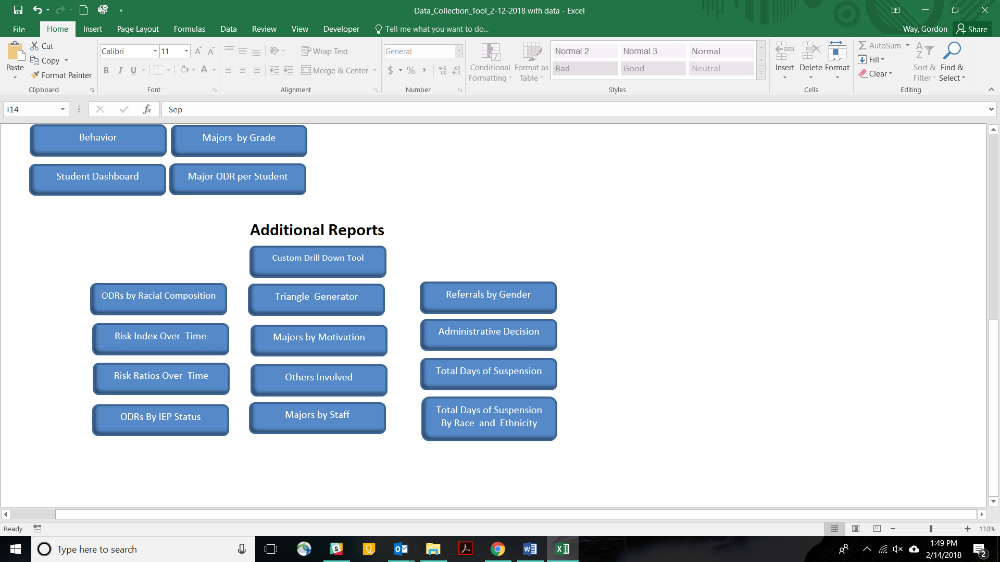 Data_Collection_Tool_2-12-2018 with data - Excel
File Home Insert Page Layout Formulas Data Review View Developer Tell me what you want to do... Way, Gordon Share
Paste
Cut
Copy
Format Painter
Clipboard
Calibri 11
B I U A
Font
Wrap Text
Merge & Center
Alignment
General
$ % ,
Number
Conditional Formatting
Format as Table
Normal 2 Normal 3 Normal
Bad Good Neutral
Styles
Insert Delete Format
Cells
AutoSum
Fill
Clear
Sort & Filter
Find & Select
Editing
I14 fx Sep
Behavior Majors by Grade
Student Dashboard Major ODR per Student
Additional Reports
Custom Drill Down Tool
ODRs by Racial Composition Triangle Generator Referrals by Gender
Risk Index Over Time Majors by Motivation Administrative Decision
Risk Ratios Over Time Others Involved Total Days of Suspension
ODRs By IEP Status Majors by Staff Total Days of Suspension
By Race and Ethnicity
Ready 110%
Type here to search
1:49 PM
2/14/2018
2